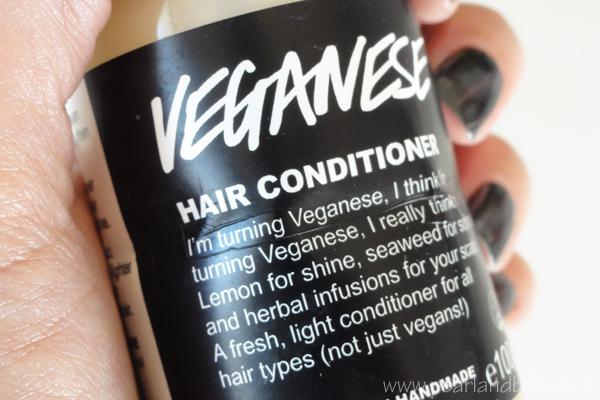 VEGANESE
HAIR CONDITIONER
I'm turning Veganese, I think
turning Veganese, I really think
Lemon for shine, seaweed for
and herbal infusions for your
A fresh, light conditioner for all
hair types (not just vegans!)
HANDMADE